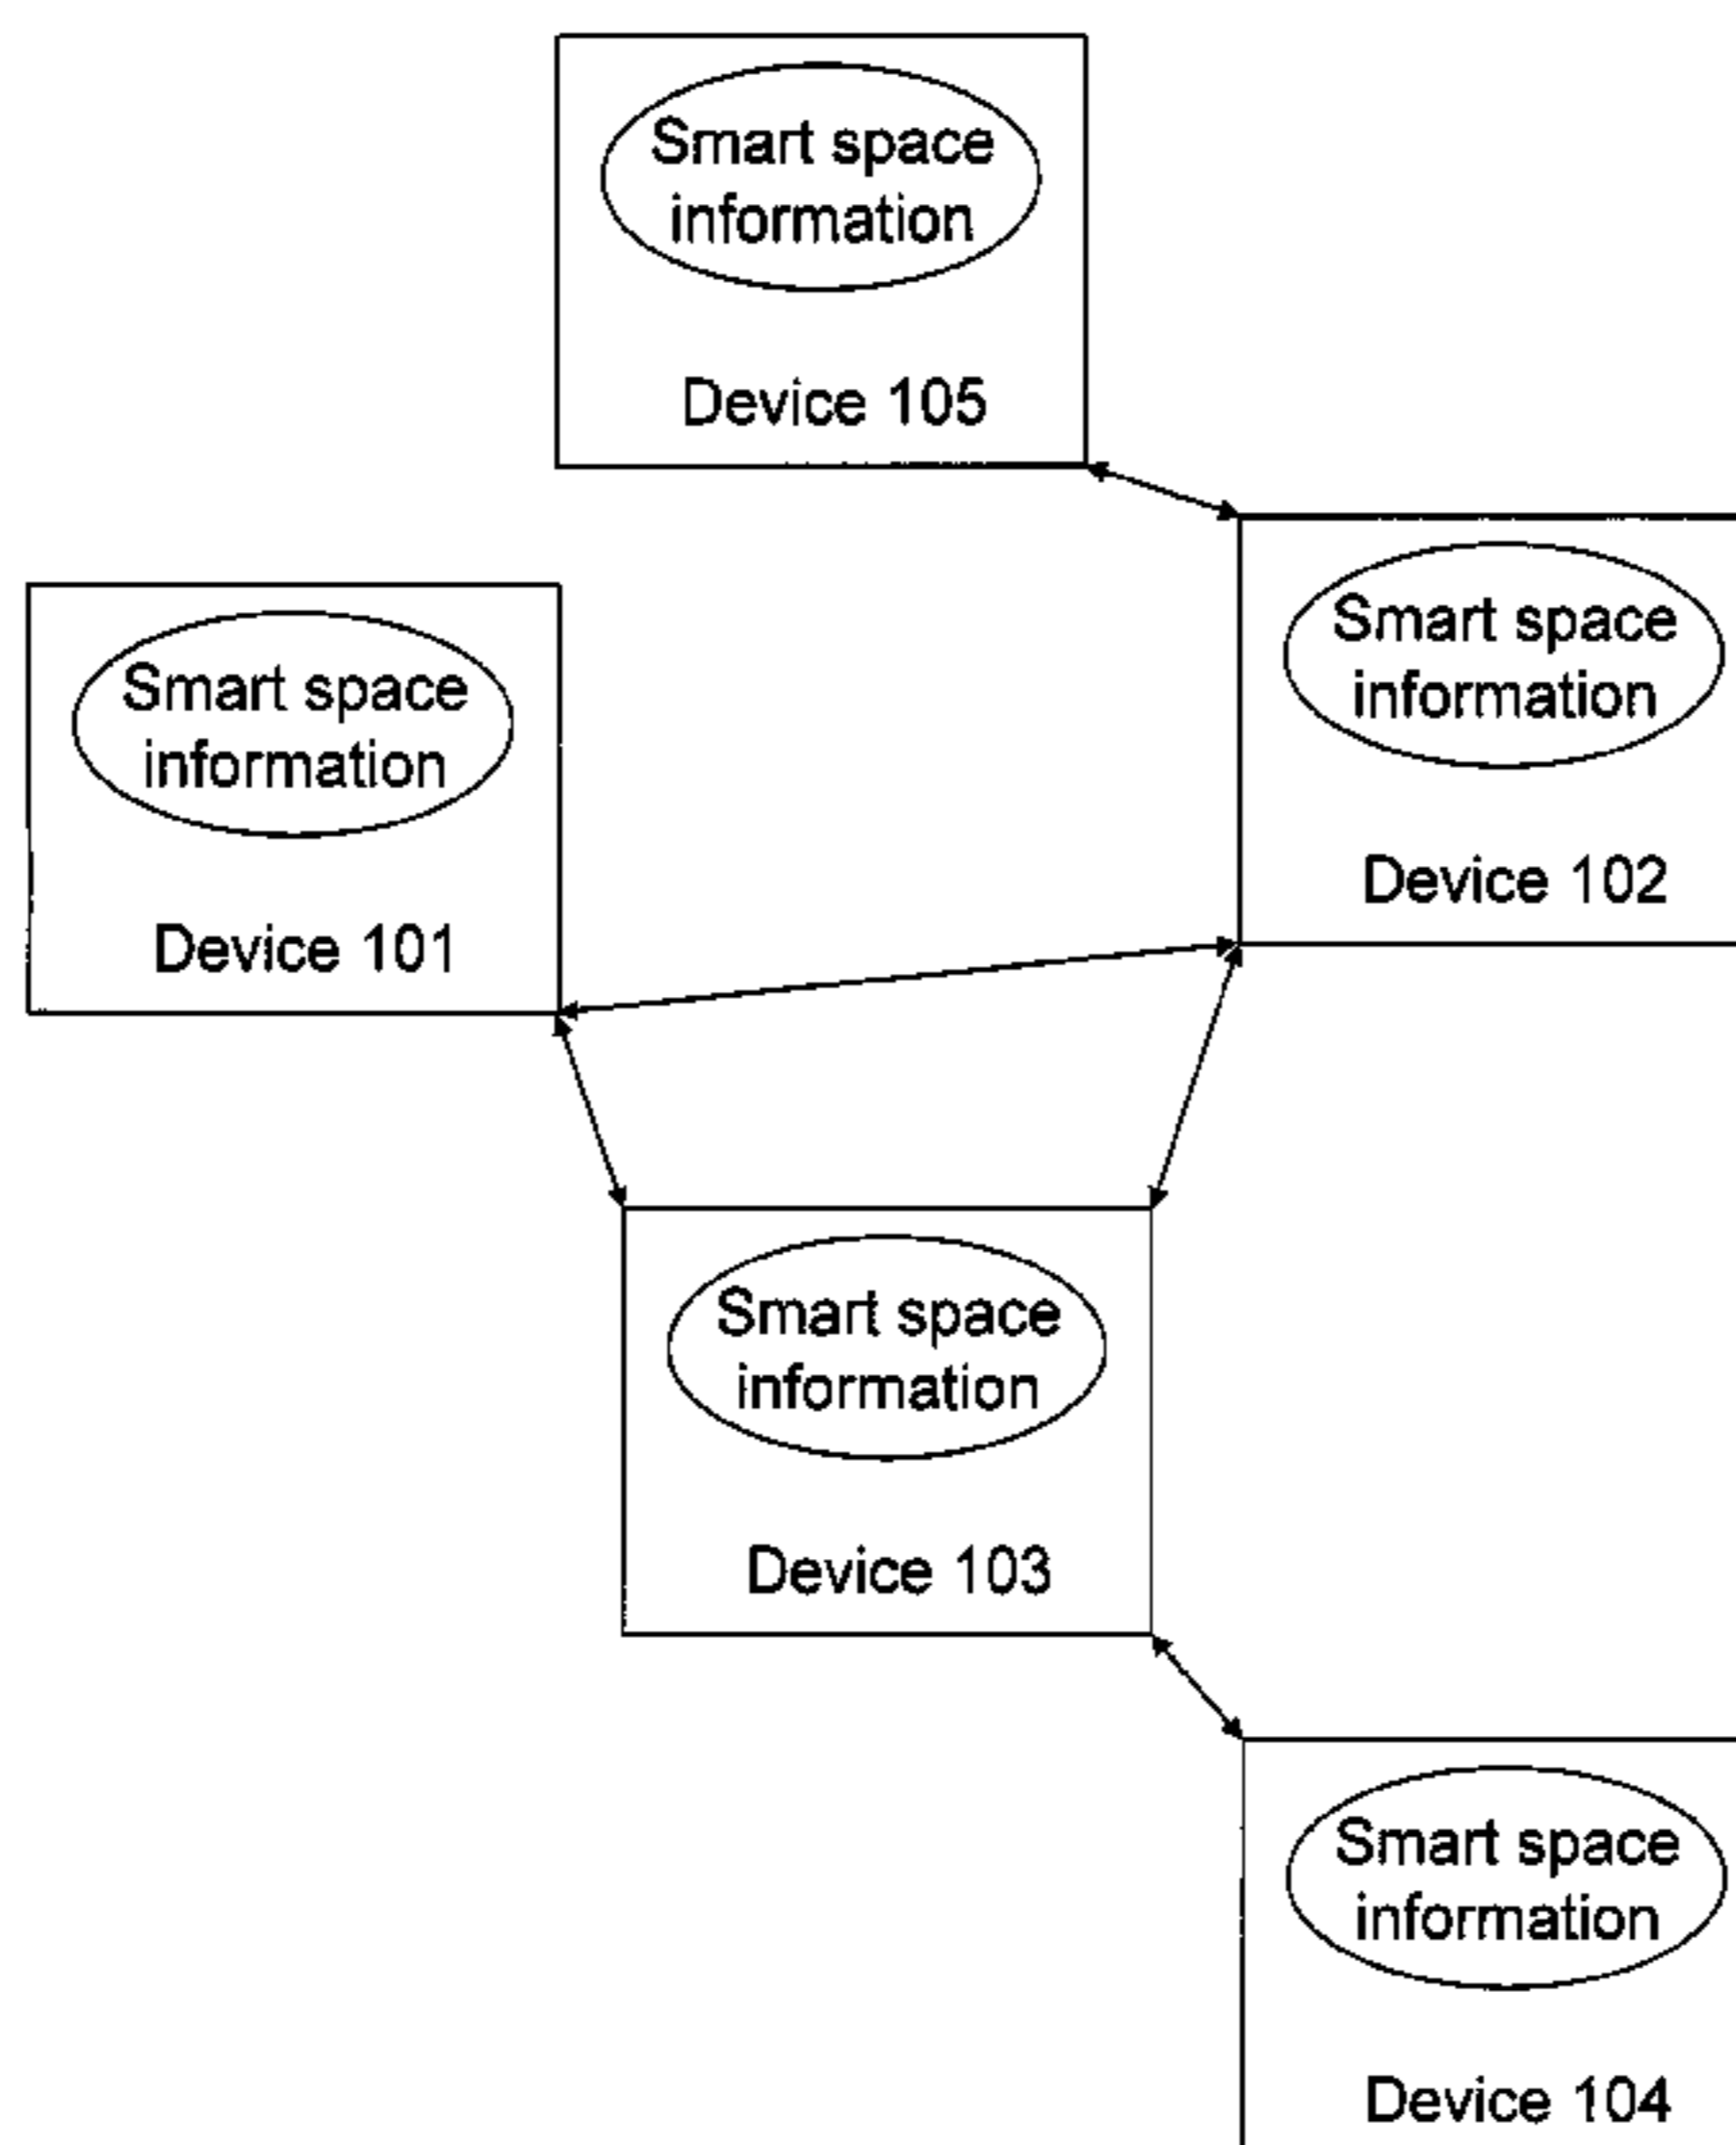 Smart space
information
Device 105
Smart space
information
Device 102
Smart space
information
Device 101
Smart space
information
Device 103
Smart space
information
Device 104